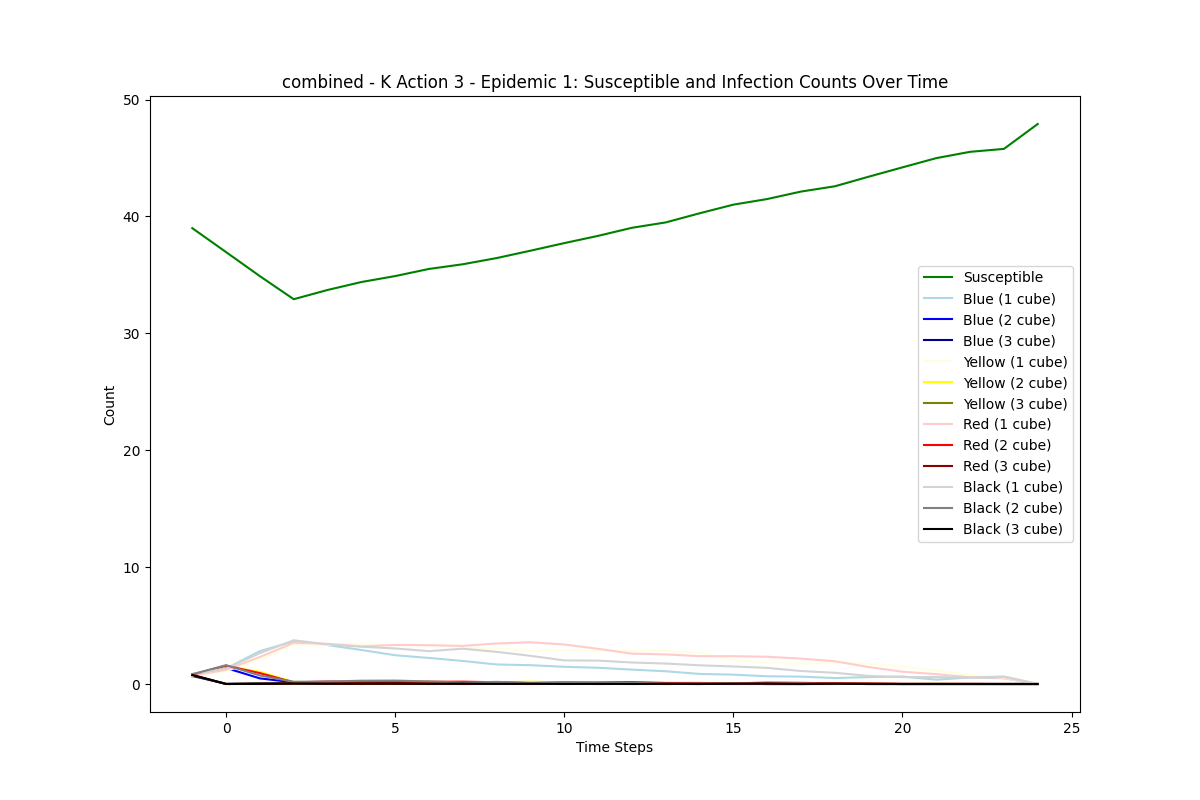 combined - K Action 3 - Epidemic 1: Susceptible and Infection Counts Over Time
50
40
30
20
10
0
Count
Susceptible
Blue (1 cube)
Blue (2 cube)
Blue (3 cube)
Yellow (1 cube)
Yellow (2 cube)
Yellow (3 cube)
Red (1 cube)
Red (2 cube)
Red (3 cube)
Black (1 cube)
Black (2 cube)
Black (3 cube)
0 5 10 15 20 25
Time Steps